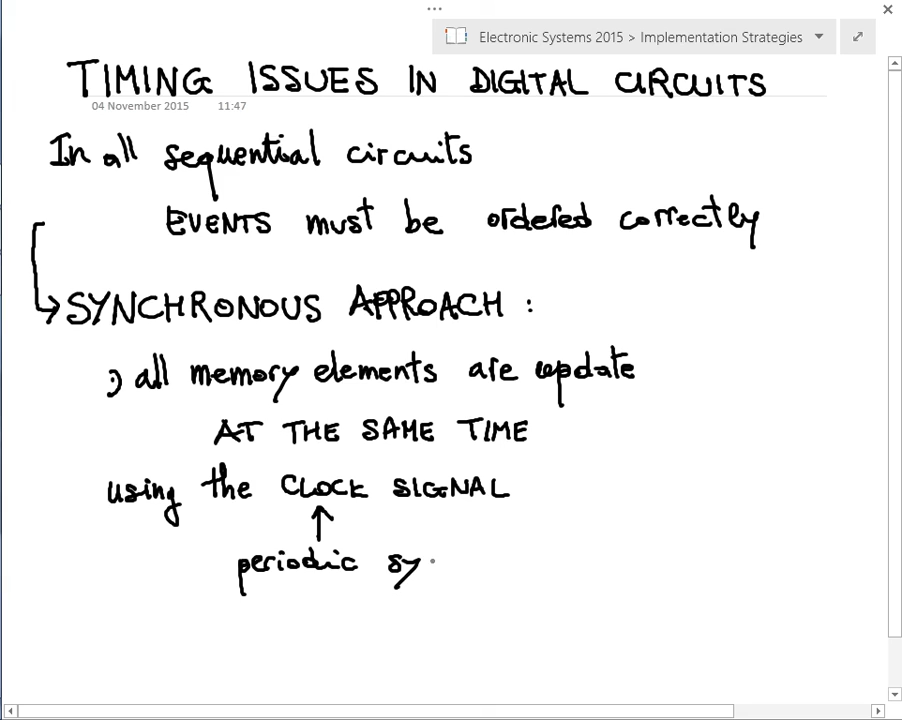 Electronic Systems 2015 > Implementation Strategies
TIMING ISSUES IN DIGITAL CIRCUITS
04 November 2015 11:47
In all sequential circuits
EVENTS must be ordered correctly
SYNCHRONOUS APPROACH :
:) all memory elements are update
AT THE SAME TIME
using the CLOCK SIGNAL
periodic sy